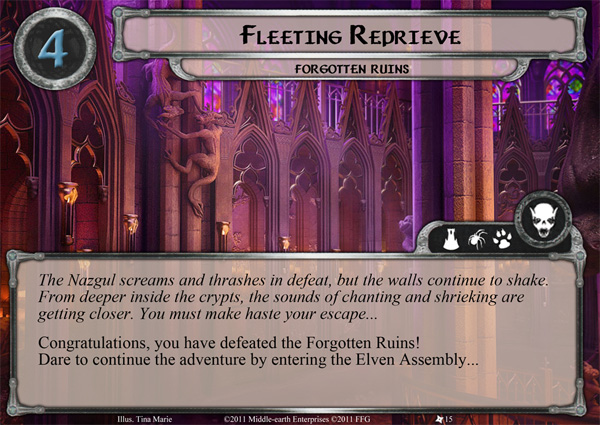 4
FLEETING REPRIEVE
FORGOTTEN RUINS
The Nazgul screams and thrashes in defeat, but the walls continue to shake.
From deeper inside the crypts, the sounds of chanting and shrieking are
getting closer. You must make haste your escape...
Congratulations, you have defeated the Forgotten Ruins!
Dare to continue the adventure by entering the Elven Assembly...
Illus. Tina Marie ©2011 Middle-earth Enterprises ©2011 FFG 15